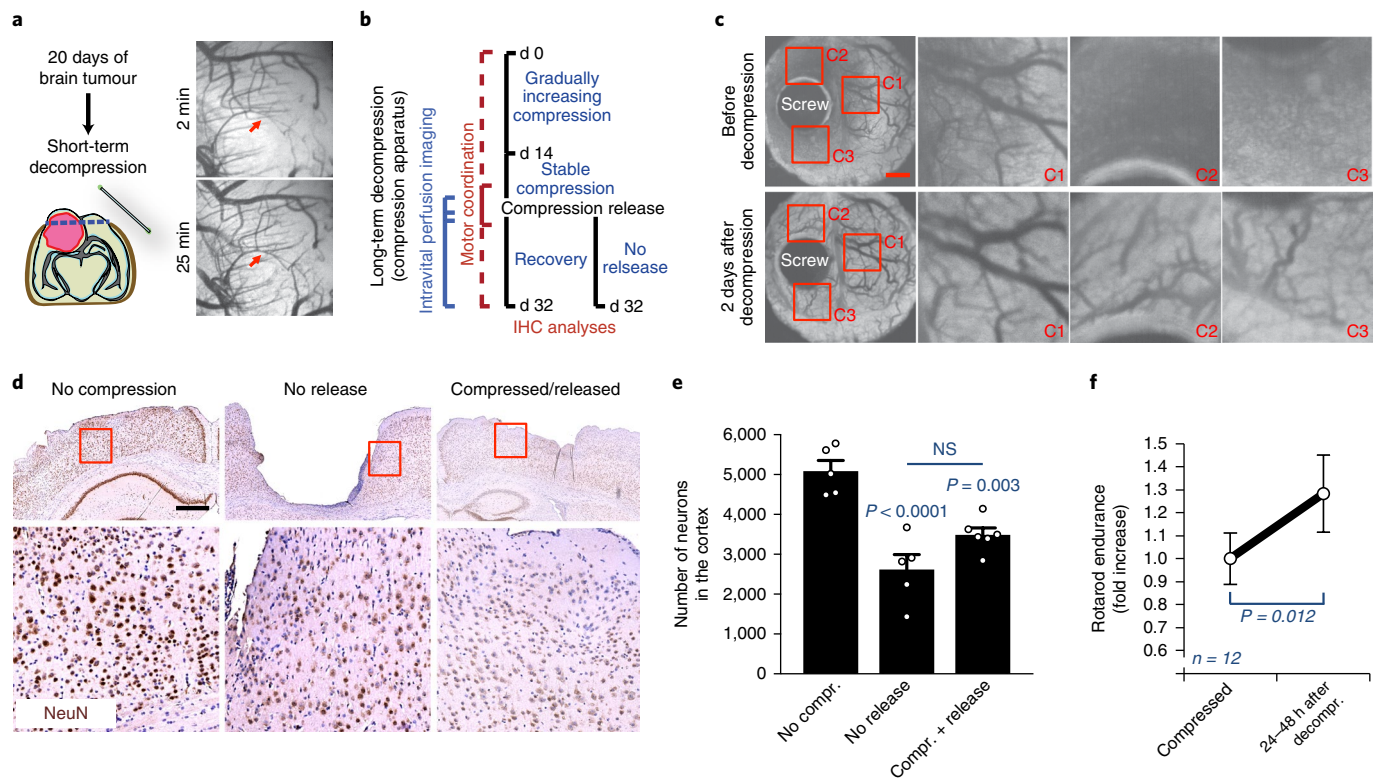 a
20 days of
brain tumour
Short-term
decompression
2 min
25 min
b
Long-term decompression
(compression apparatus)
Intravital perfusion imaging
Motor coordination
d 0
Gradually
increasing
compression
d 14
Stable
compression
Compression release
Recovery
No
relsease
d 32
d 32
IHC analyses
c
Before
decompression
C2
C1
Screw
C3
C1
C2
C3
2 days after
decompression
C2
C1
Screw
C3
C1
C2
C3
d
No compression
No release
Compressed/released
NeuN
e
Number of neurons
in the cortex
6,000
5,000
4,000
3,000
2,000
1,000
0
NS
P = 0.003
P < 0.0001
No compr.
No release
Compr. + release
f
Rotarod endurance
(fold increase)
1.5
1.4
1.3
1.2
1.1
1.0
0.9
0.8
0.7
0.6
P = 0.012
n = 12
Compressed
24–48 h after
decompr.